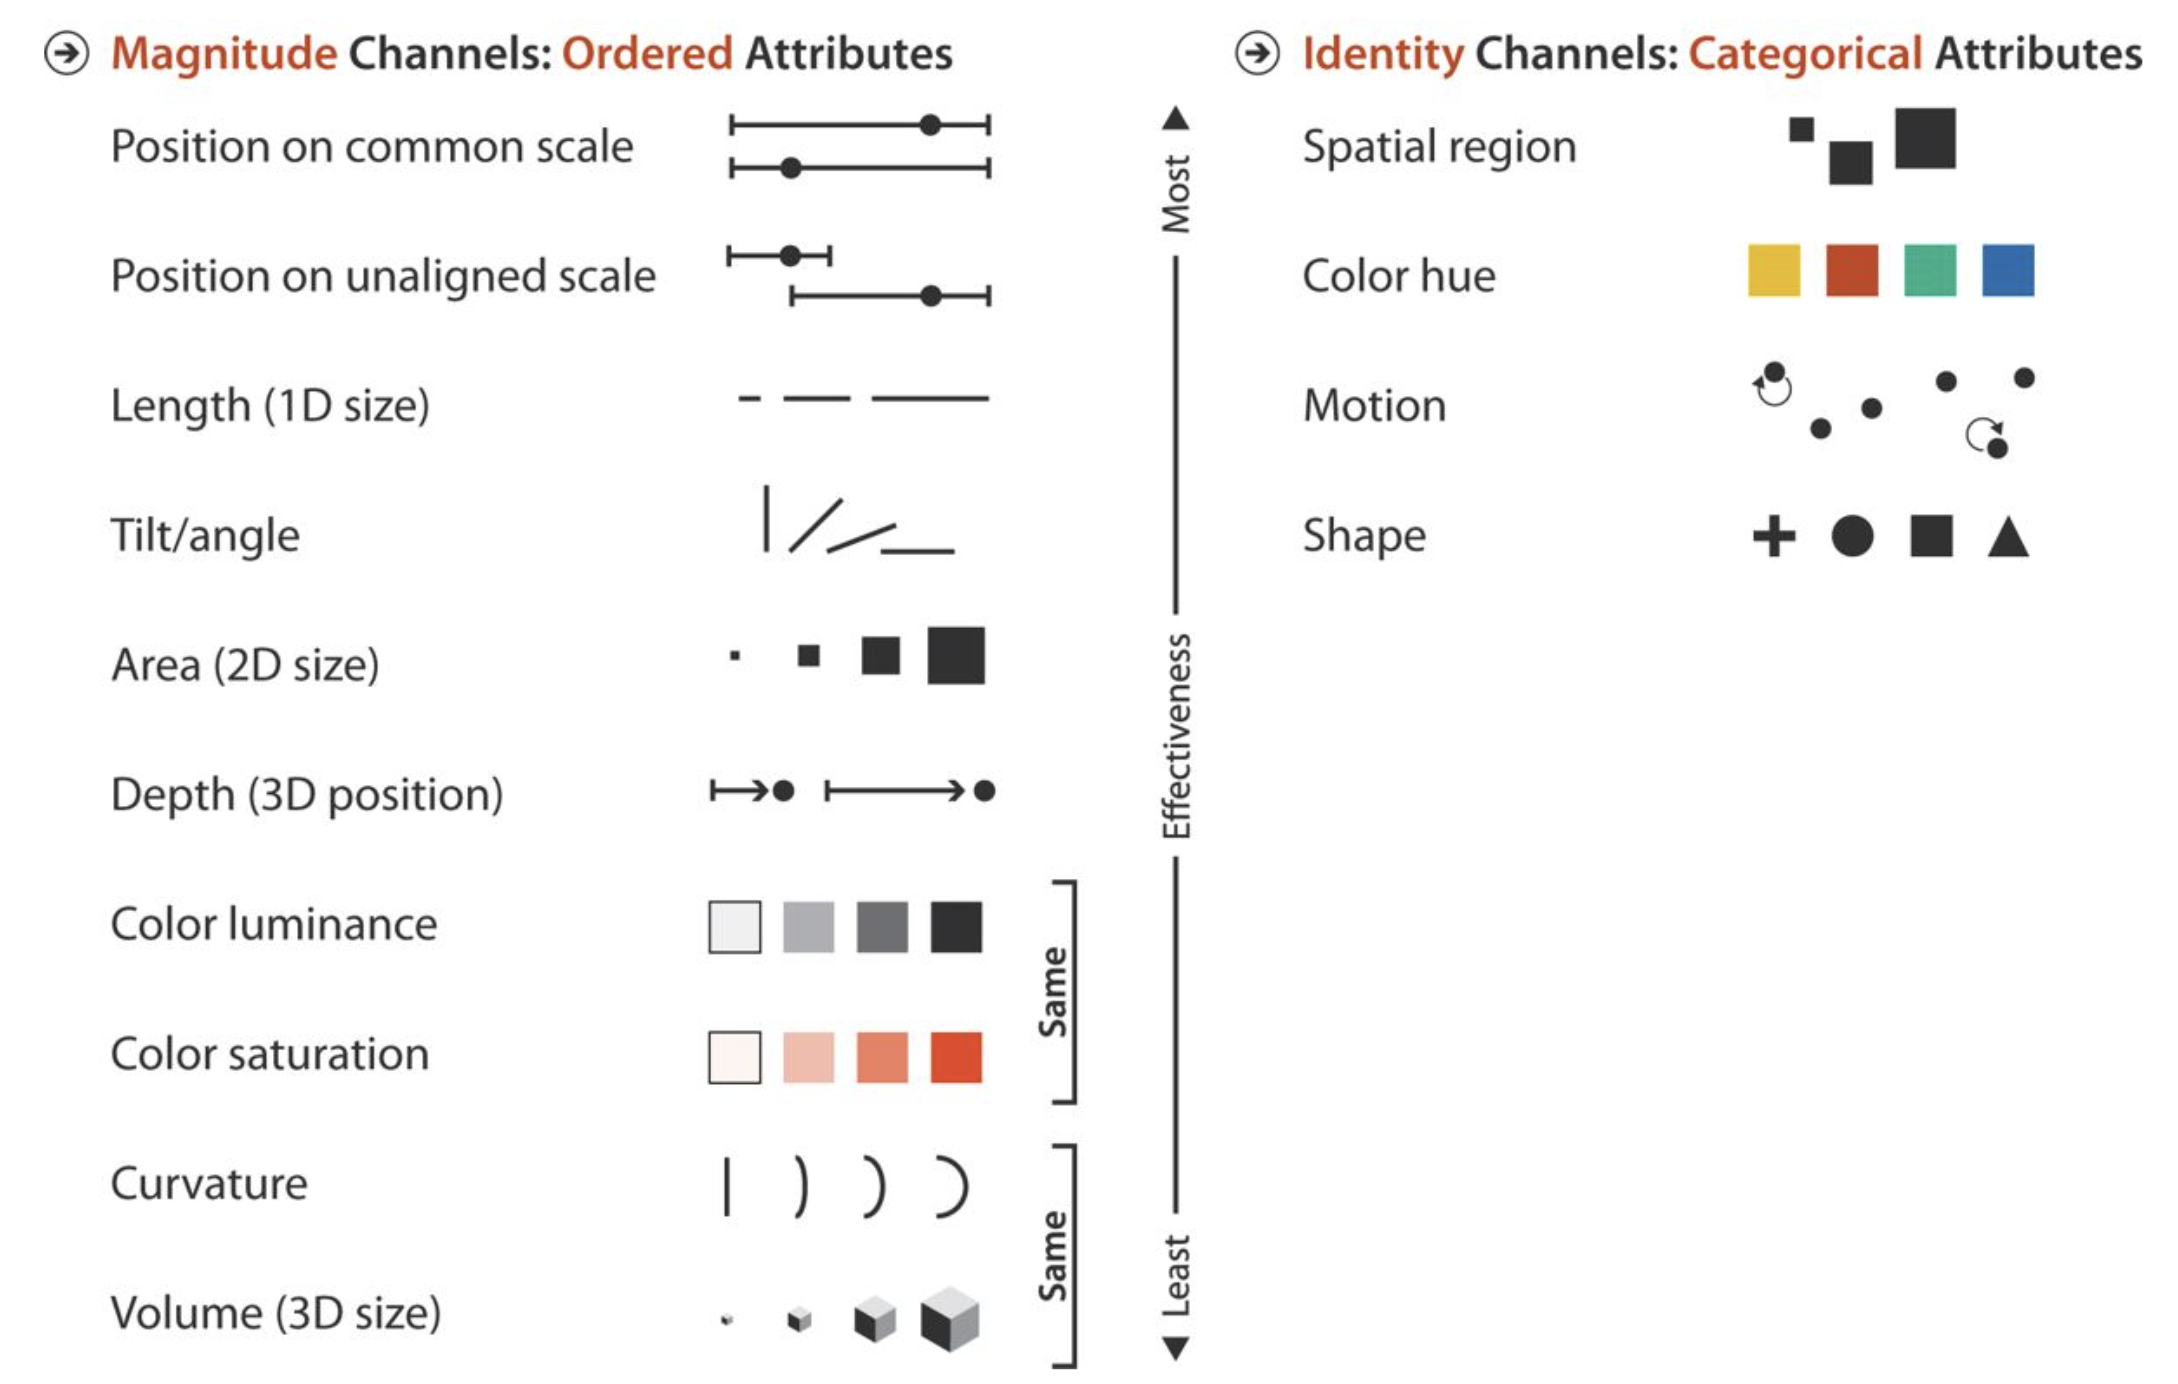 Magnitude Channels: Ordered Attributes
Position on common scale
Position on unaligned scale
Length (1D size)
Tilt/angle
Area (2D size)
Depth (3D position)
Color luminance
Color saturation
Curvature
Volume (3D size)
Same
Same
Most
Effectiveness
Least
Identity Channels: Categorical Attributes
Spatial region
Color hue
Motion
Shape